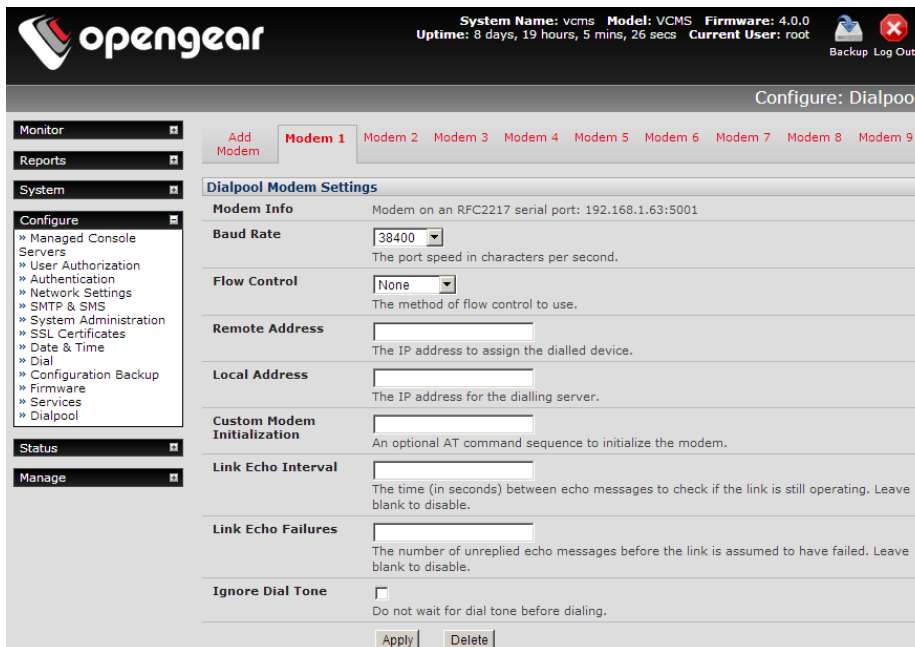 opengear
System Name: vcms Model: VCMS Firmware: 4.0.0
Uptime: 8 days, 19 hours, 5 mins, 26 secs Current User: root
Backup Log Out
Configure: Dialpoo
Monitor
Reports
System
Configure
» Managed Console
Servers
» User Authorization
» Authentication
» Network Settings
» SMTP & SMS
» System Administration
» SSL Certificates
» Date & Time
» Dial
» Configuration Backup
» Firmware
» Services
» Dialpool
Status
Manage
Add
Modem
Modem 1 Modem 2 Modem 3 Modem 4 Modem 5 Modem 6 Modem 7 Modem 8 Modem 9
Dialpool Modem Settings
Modem Info Modem on an RFC2217 serial port: 192.168.1.63:5001
Baud Rate 38400
The port speed in characters per second.
Flow Control None
The method of flow control to use.
Remote Address
The IP address to assign the dialled device.
Local Address
The IP address for the dialling server.
Custom Modem
Initialization
An optional AT command sequence to initialize the modem.
Link Echo Interval
The time (in seconds) between echo messages to check if the link is still operating. Leave
blank to disable.
Link Echo Failures
The number of unreplied echo messages before the link is assumed to have failed. Leave
blank to disable.
Ignore Dial Tone
Do not wait for dial tone before dialing.
Apply Delete